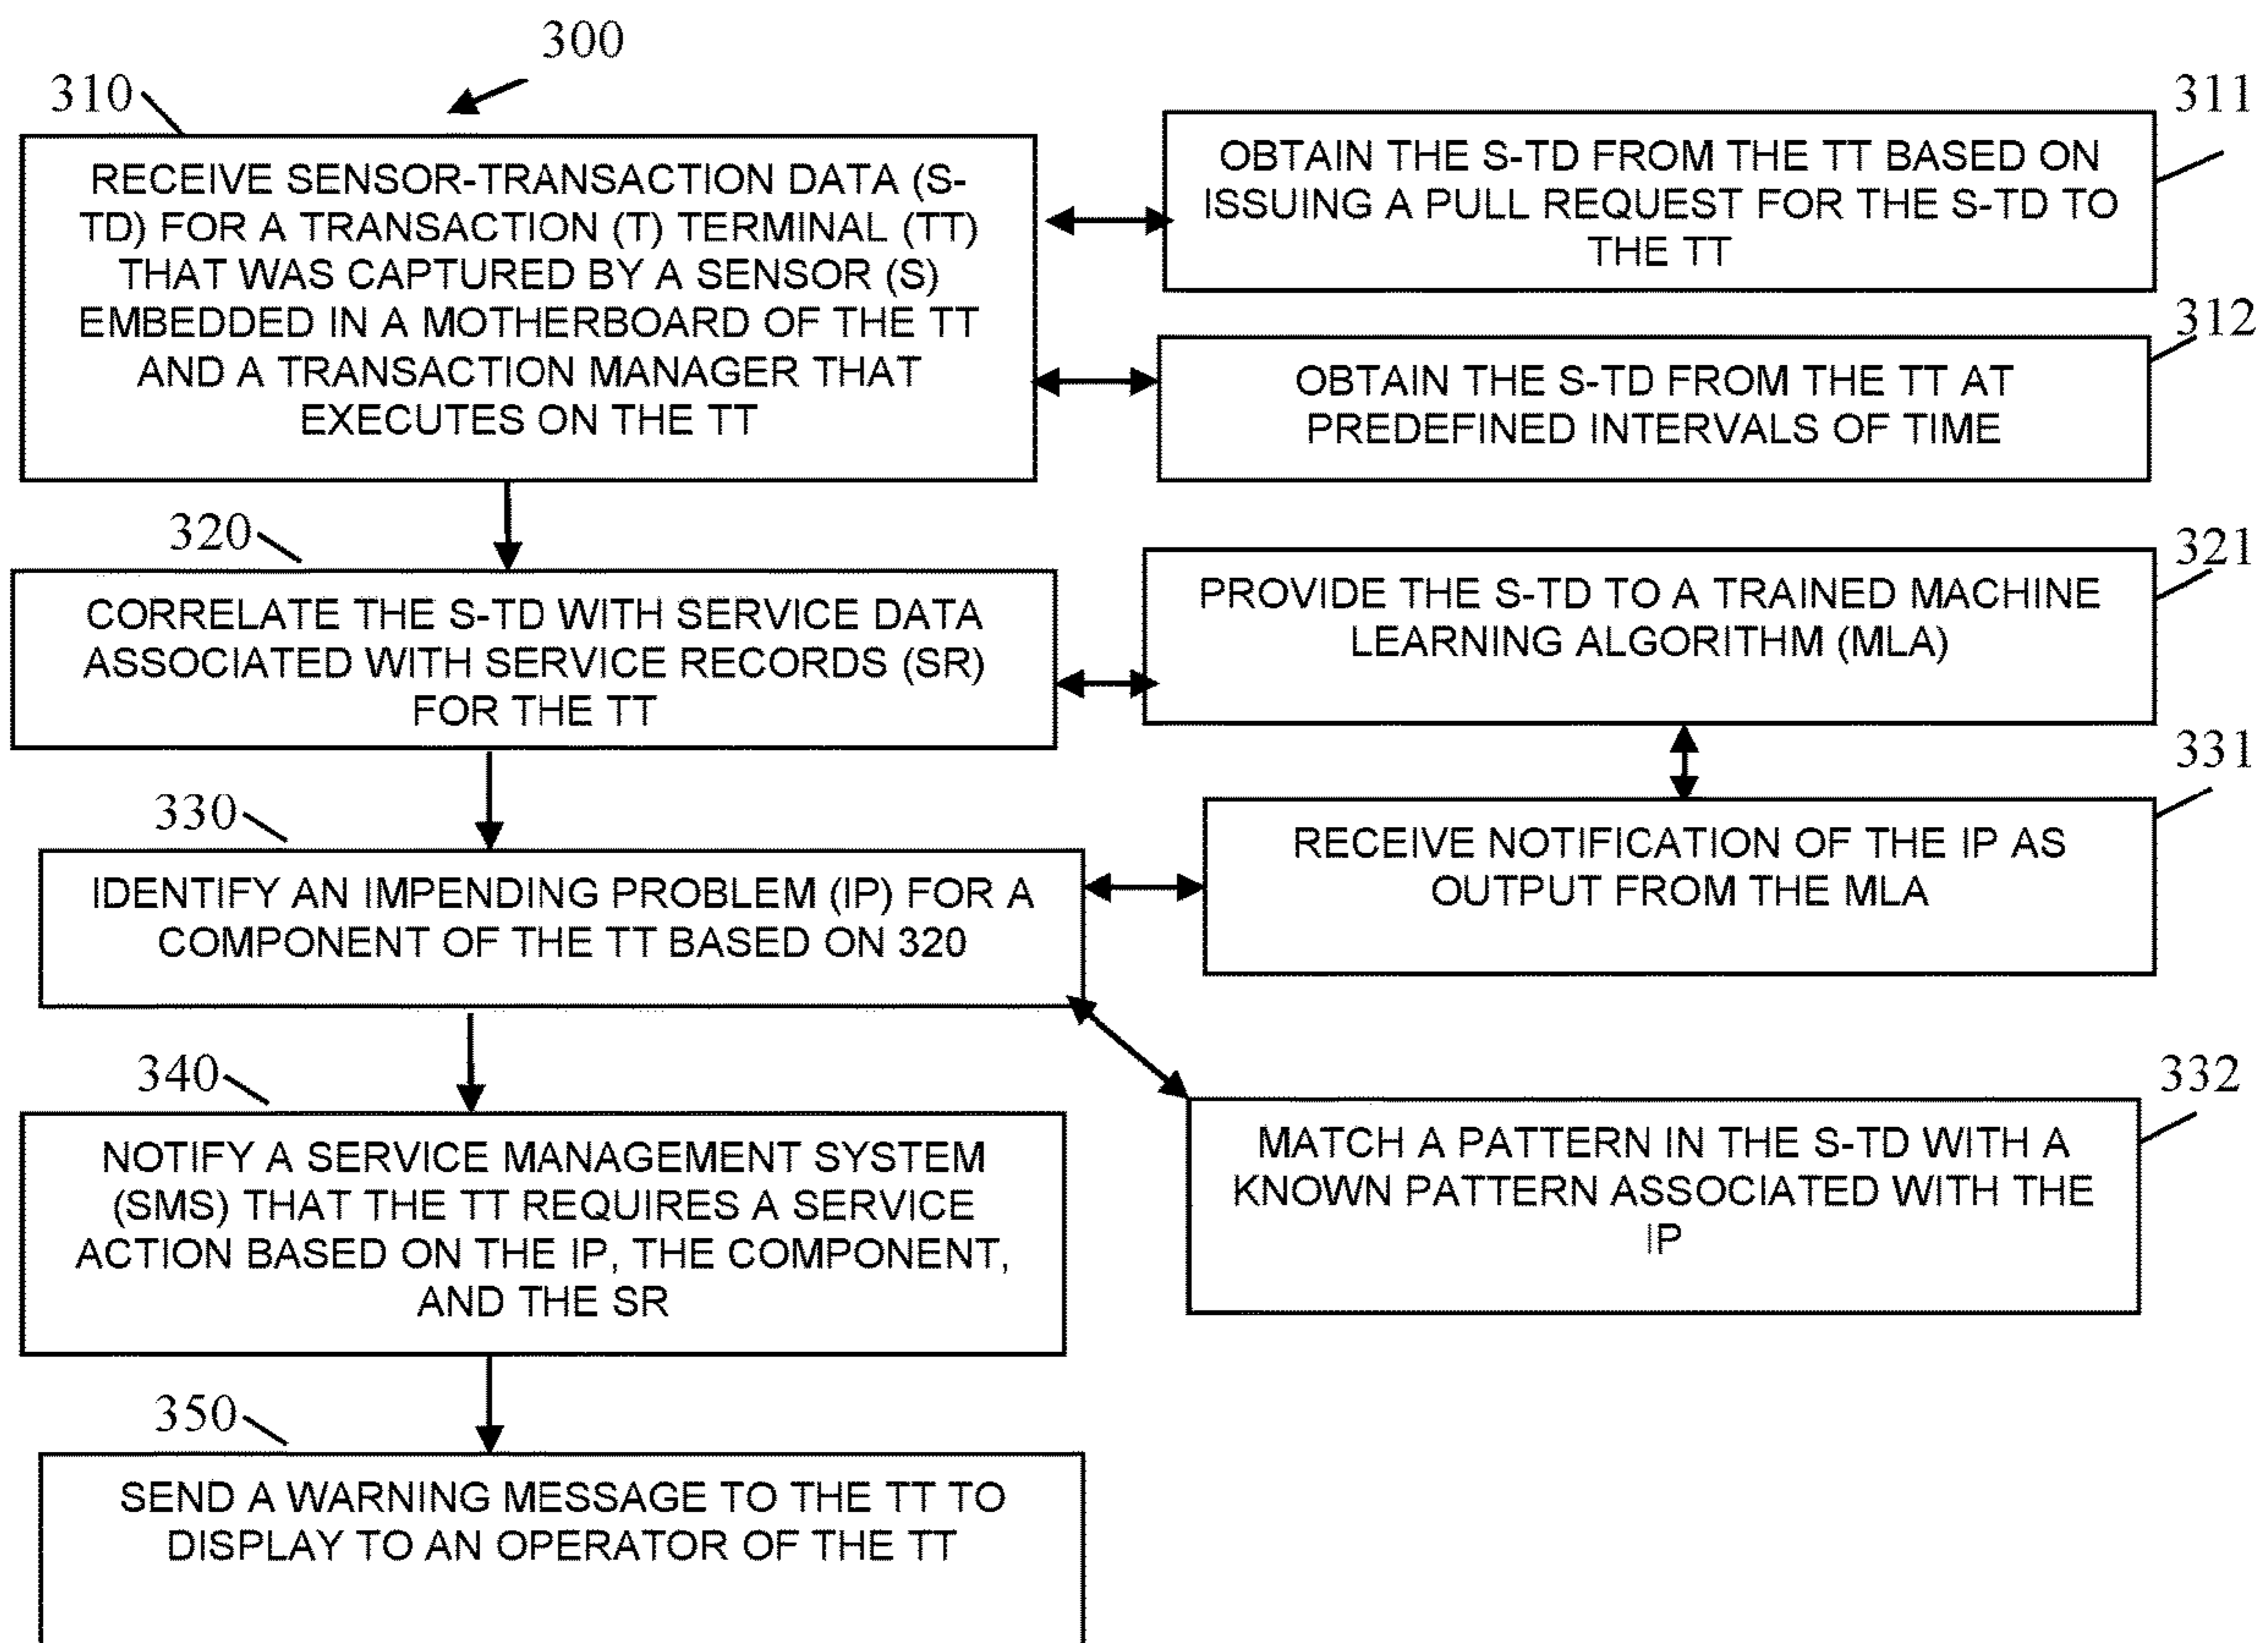 300
310
RECEIVE SENSOR-TRANSACTION DATA (S-
TD) FOR A TRANSACTION (T) TERMINAL (TT)
THAT WAS CAPTURED BY A SENSOR (S)
EMBEDDED IN A MOTHERBOARD OF THE TT
AND A TRANSACTION MANAGER THAT
EXECUTES ON THE TT
311
OBTAIN THE S-TD FROM THE TT BASED ON
ISSUING A PULL REQUEST FOR THE S-TD TO
THE TT
312
OBTAIN THE S-TD FROM THE TT AT
PREDEFINED INTERVALS OF TIME
320
CORRELATE THE S-TD WITH SERVICE DATA
ASSOCIATED WITH SERVICE RECORDS (SR)
FOR THE TT
321
PROVIDE THE S-TD TO A TRAINED MACHINE
LEARNING ALGORITHM (MLA)
330
IDENTIFY AN IMPENDING PROBLEM (IP) FOR A
COMPONENT OF THE TT BASED ON 320
331
RECEIVE NOTIFICATION OF THE IP AS
OUTPUT FROM THE MLA
332
MATCH A PATTERN IN THE S-TD WITH A
KNOWN PATTERN ASSOCIATED WITH THE
IP
340
NOTIFY A SERVICE MANAGEMENT SYSTEM
(SMS) THAT THE TT REQUIRES A SERVICE
ACTION BASED ON THE IP, THE COMPONENT,
AND THE SR
350
SEND A WARNING MESSAGE TO THE TT TO
DISPLAY TO AN OPERATOR OF THE TT